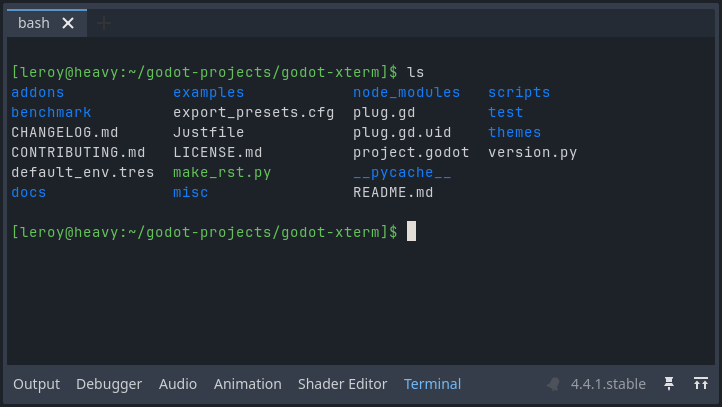 bash
[leroy@heavy:~/godot-projects/godot-xterm]$ ls
addons examples node_modules scripts
benchmark export_presets.cfg plug.gd test
CHANGELOG.md Justfile plug.gd.uid themes
CONTRIBUTING.md LICENSE.md project.godot version.py
default_env.tres make_rst.py __pycache__
docs misc README.md
[leroy@heavy:~/godot-projects/godot-xterm]$
Output Debugger Audio Animation Shader Editor Terminal 4.4.1.stable